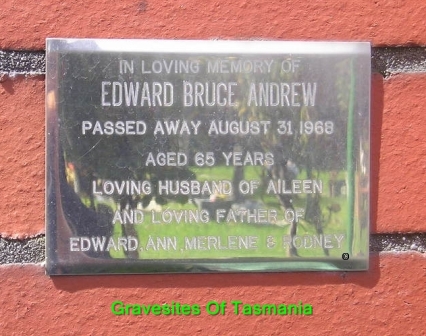 IN LOVING MEMORY OF
EDWARD BRUCE ANDREW
PASSED AWAY AUGUST 31 1969
AGED 65 YEARS
LOVING HUSBAND OF AILEEN
AND LOVING FATHER OF
EDWARD, ANN, MERLENE & RODNEY
Gravesites Of Tasmania